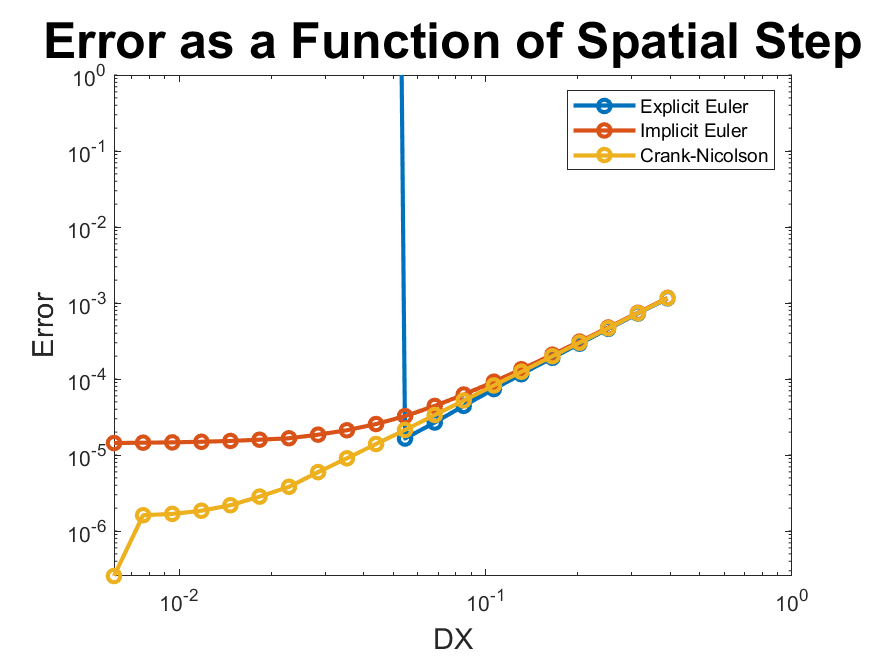 Error as a Function of Spatial Step
10^0
10^-1
10^-2
10^-3
10^-4
10^-5
10^-6
Error
Explicit Euler
Implicit Euler
Crank-Nicolson
10^-2
10^-1
10^0
DX